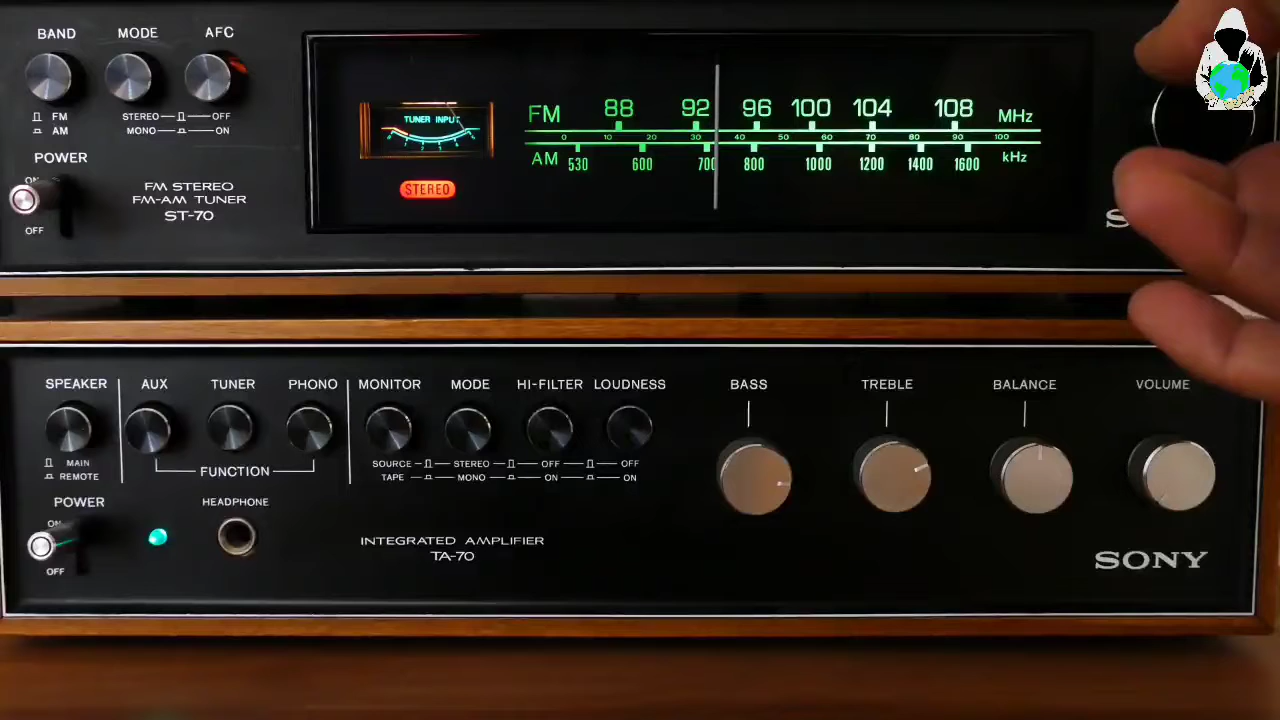 BAND MODE AFC
FM STEREO OFF
AM MONO ON
POWER
ON
OFF
FM STEREO
FM-AM TUNER
ST-70
TUNER INPUT
STEREO
FM 88 92 96 100 104 108 MHz
0 10 20 30 40 50 60 70 80 90 100
AM 530 600 700 800 1000 1200 1400 1600 kHz
SPEAKER AUX TUNER PHONO MONITOR MODE HI-FILTER LOUDNESS BASS TREBLE BALANCE VOLUME
MAIN SOURCE STEREO OFF OFF
REMOTE FUNCTION TAPE MONO ON ON
POWER HEADPHONE
ON
OFF
INTEGRATED AMPLIFIER
TA-70
SONY